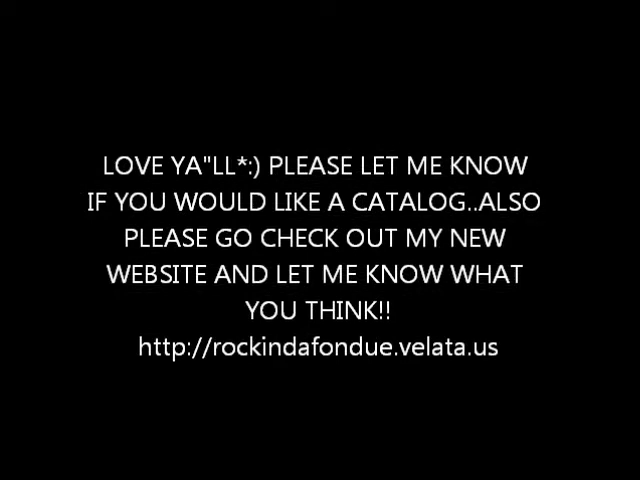 LOVE YA"LL*:) PLEASE LET ME KNOW
IF YOU WOULD LIKE A CATALOG..ALSO
PLEASE GO CHECK OUT MY NEW
WEBSITE AND LET ME KNOW WHAT
YOU THINK!!
http://rockindafondue.velata.us